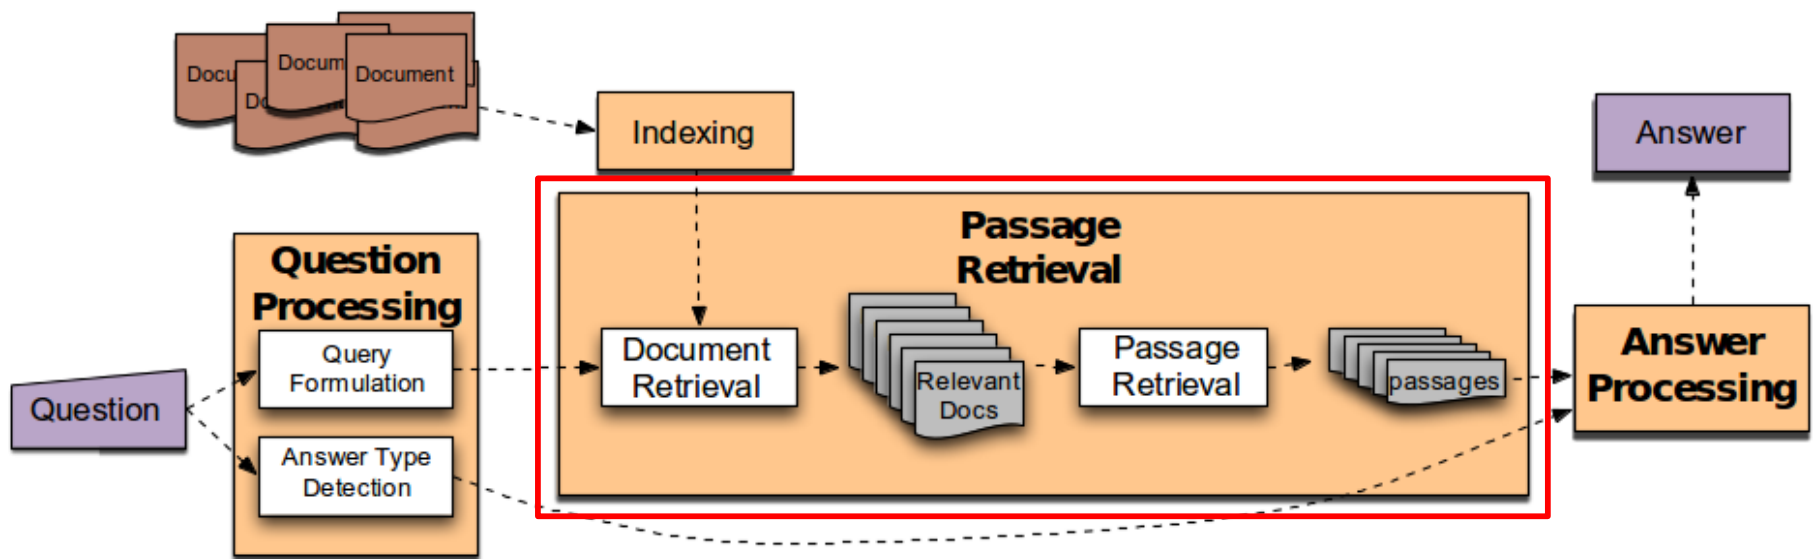 Docu
Docum
Document
Do
Indexing
Answer
Passage
Retrieval
Question
Processing
Query
Formulation
Answer Type
Detection
Question
Document
Retrieval
Relevant
Docs
Passage
Retrieval
passages
Answer
Processing